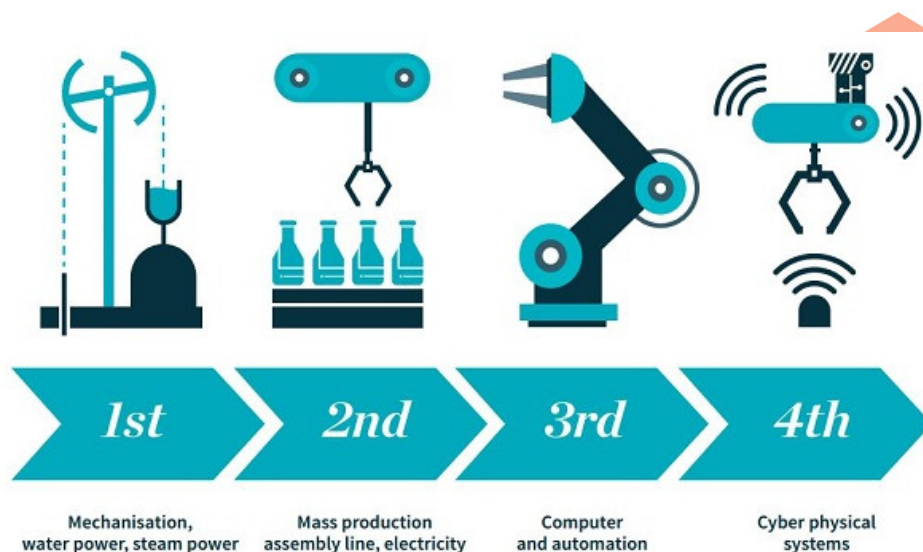 1st
2nd
3rd
4th
Mechanisation,
water power, steam power
Mass production
assembly line, electricity
Computer
and automation
Cyber physical
systems